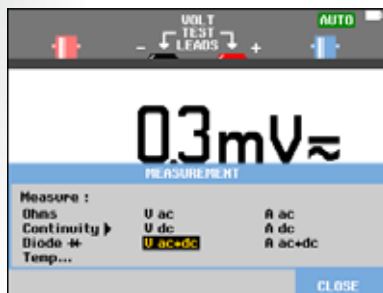 VOLT
TEST
LEADS
- +
AUTO
0.3mV≂
MEASUREMENT
Measure :
Ohms V ac A ac
Continuity V dc A dc
Diode V ac+dc A ac+dc
Temp...
CLOSE